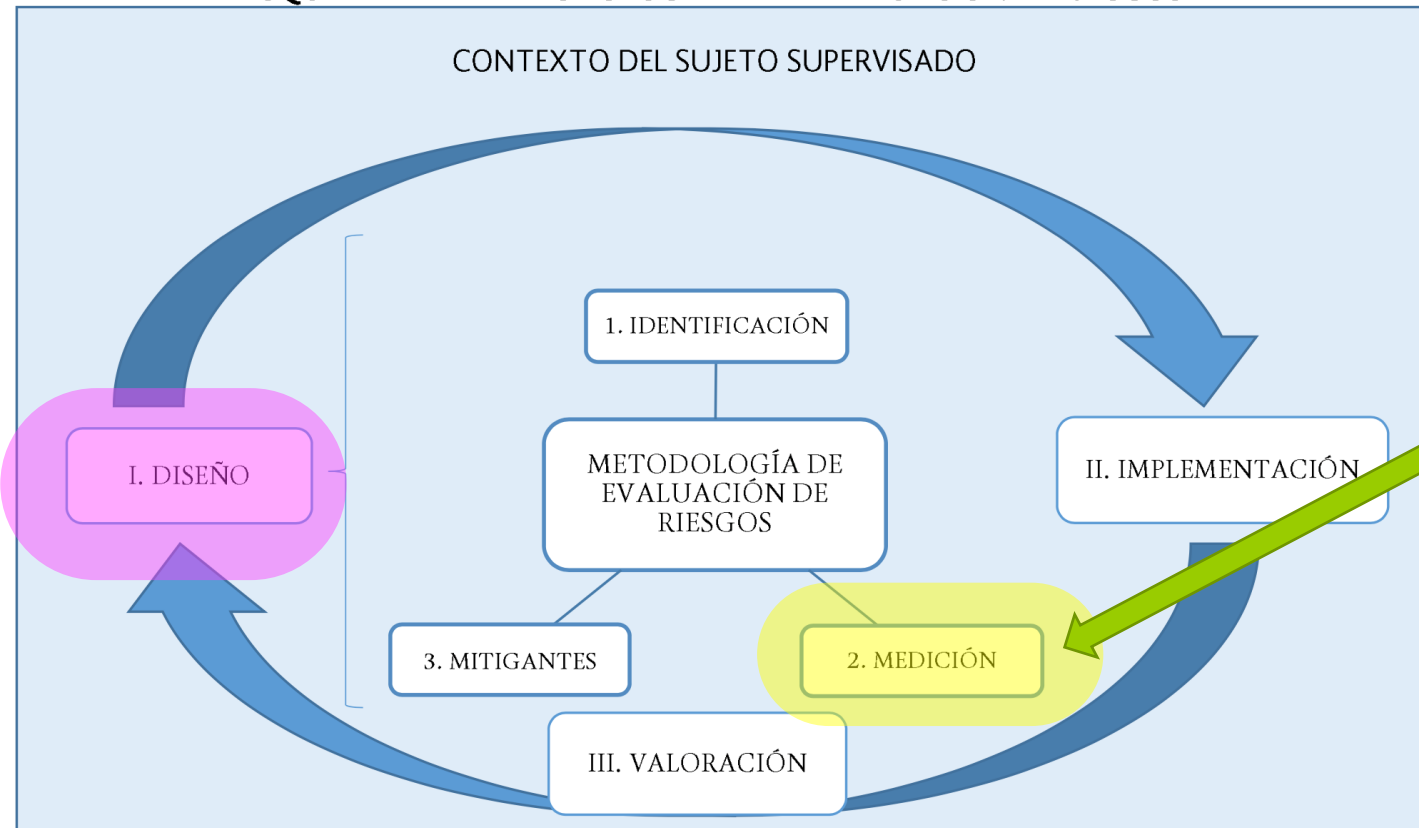 CONTEXTO DEL SUJETO SUPERVISADO
1. IDENTIFICACIÓN
I. DISEÑO
METODOLOGÍA DE
EVALUACIÓN DE
RIESGOS
II. IMPLEMENTACIÓN
3. MITIGANTES
2. MEDICIÓN
III. VALORACIÓN